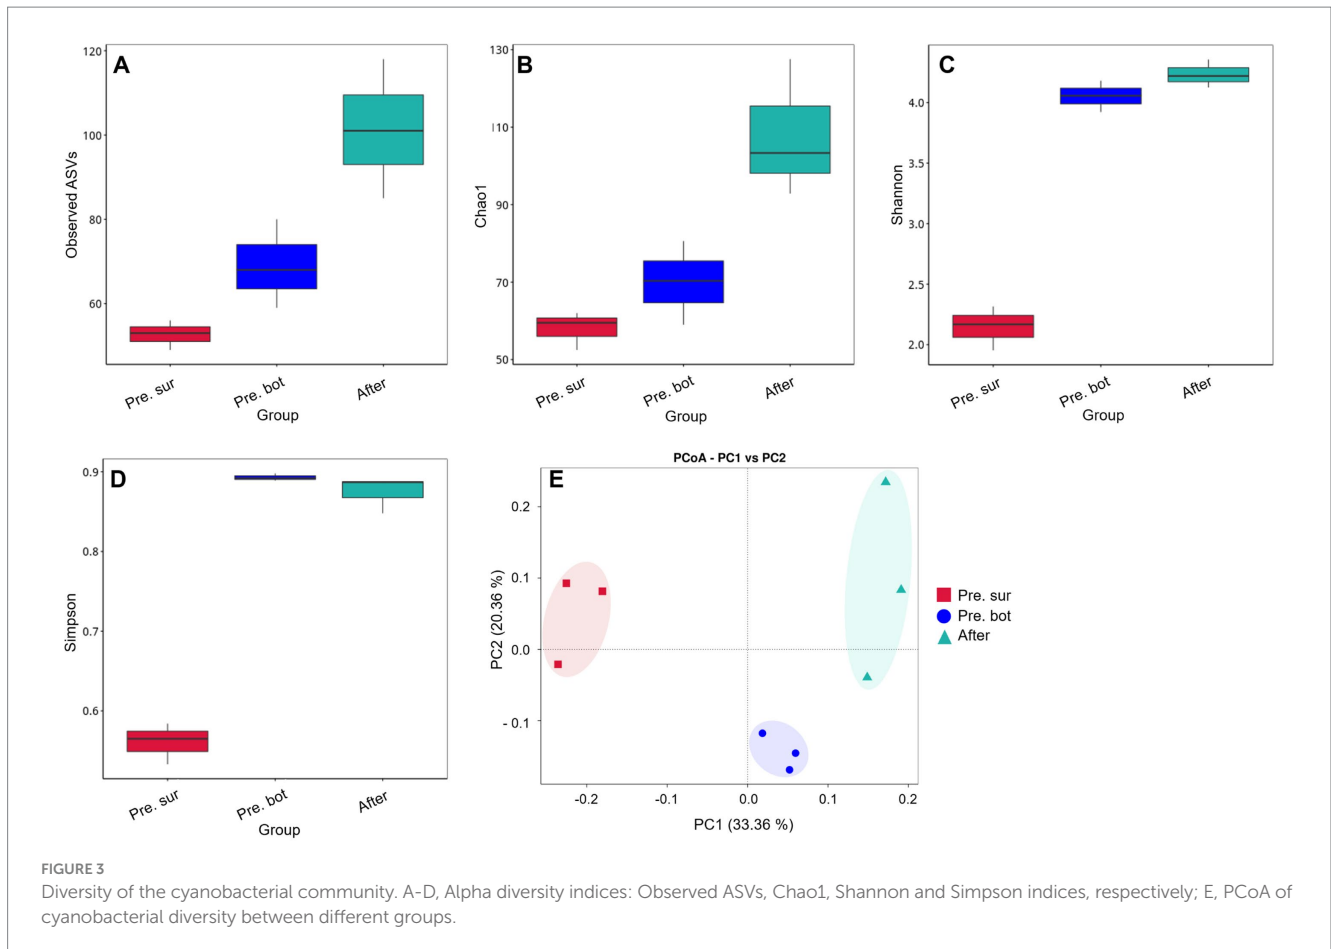 A
120
100
80
60
Observed ASVs
Pre. sur
Pre. bot
After
Group
B
130
110
90
70
50
Chao1
Pre. sur
Pre. bot
After
Group
C
4.0
3.5
3.0
2.5
2.0
Shannon
Pre. sur
Pre. bot
After
Group
D
0.9
0.8
0.7
0.6
Simpson
Pre. sur
Pre. bot
After
Group
PCoA - PC1 vs PC2
E
0.2
0.1
0.0
-0.1
PC2 (20.36 %)
-0.2
-0.1
0.0
0.1
0.2
PC1 (33.36 %)
Pre. sur
Pre. bot
After
FIGURE 3
Diversity of the cyanobacterial community. A-D, Alpha diversity indices: Observed ASVs, Chao1, Shannon and Simpson indices, respectively; E, PCoA of
cyanobacterial diversity between different groups.